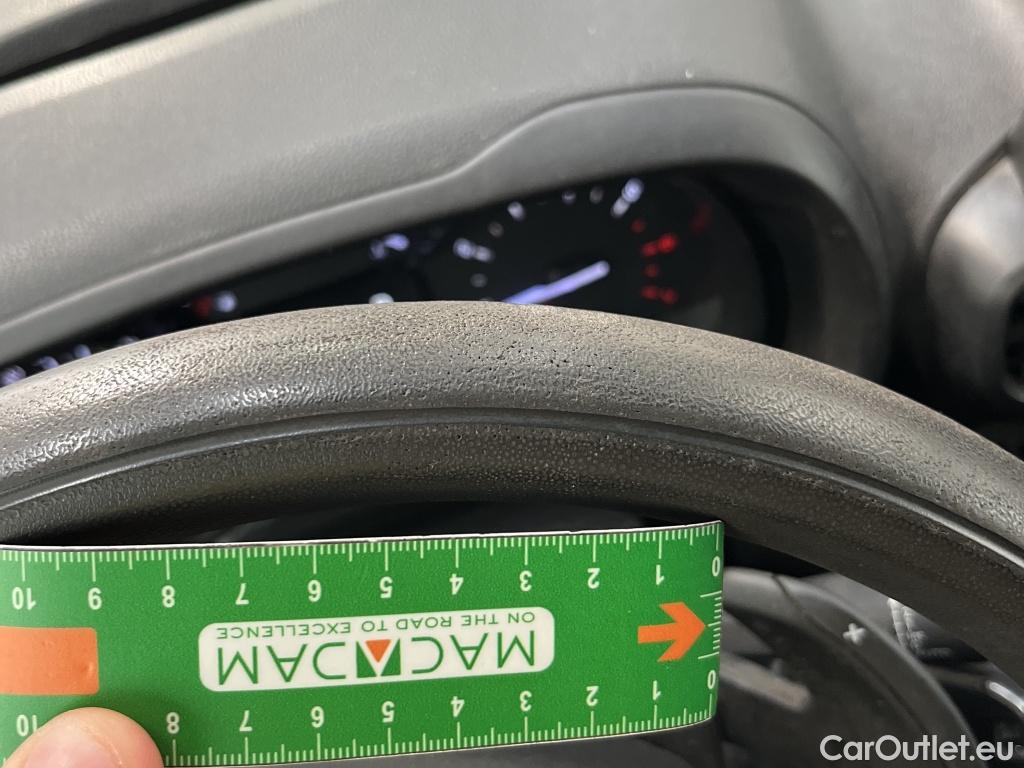 10 9 8 7 6 5 4 3 2 1 0
ON THE ROAD TO EXCELLENCE
MACADAM
10 8 7 6 5 4 3 2 1 0
+
CarOutlet.eu